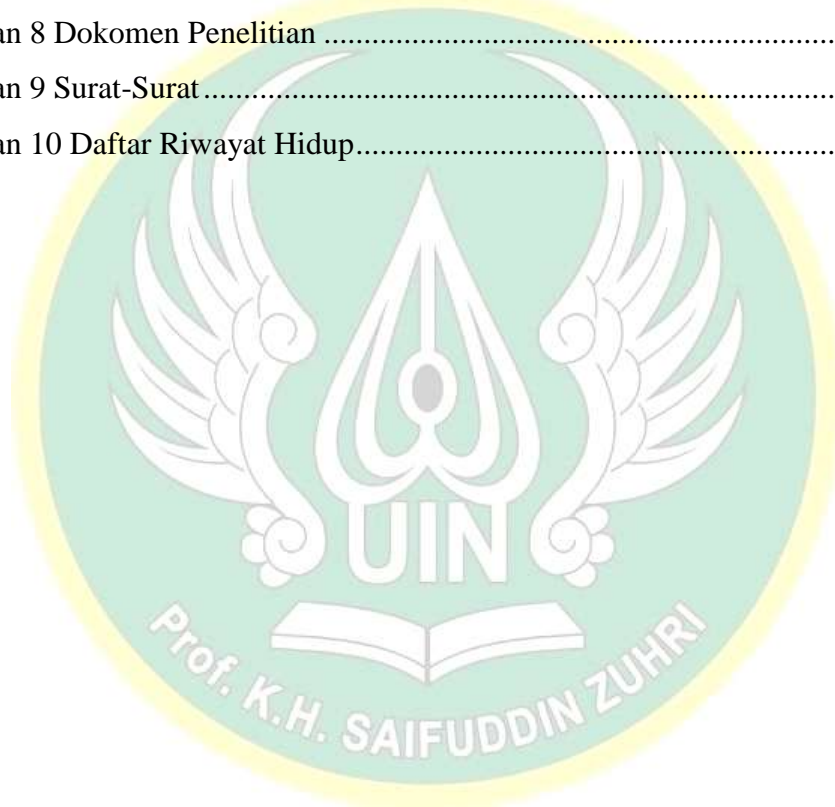 an 8 Dokomen Penelitian ........................................................................
an 9 Surat-Surat ........................................................................................
an 10 Daftar Riwayat Hidup....................................................................
UIN
Prof. K.H. SAIFUDDIN ZUHRI